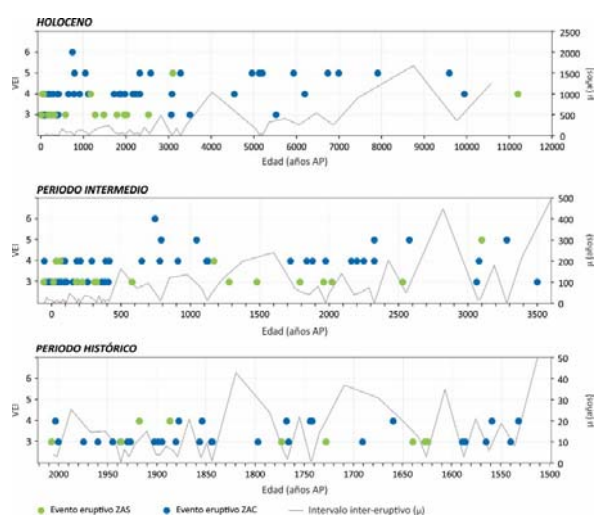 HOLOCENO
VEI
6
5
4
3
2500
2000
1500
1000
500
0
μ [años]
0 1000 2000 3000 4000 5000 6000 7000 8000 9000 10000 11000 12000
Edad (años AP)
PERIODO INTERMEDIO
VEI
6
5
4
3
500
400
300
200
100
0
μ [años]
0 500 1000 1500 2000 2500 3000 3500
Edad (años AP)
PERIODO HISTÓRICO
VEI
6
5
4
3
50
40
30
20
10
0
μ [años]
2000 1950 1900 1850 1800 1750 1700 1650 1600 1550 1500
Edad (años AP)
Evento eruptivo ZAS Evento eruptivo ZAC Intervalo inter-eruptivo (μ)